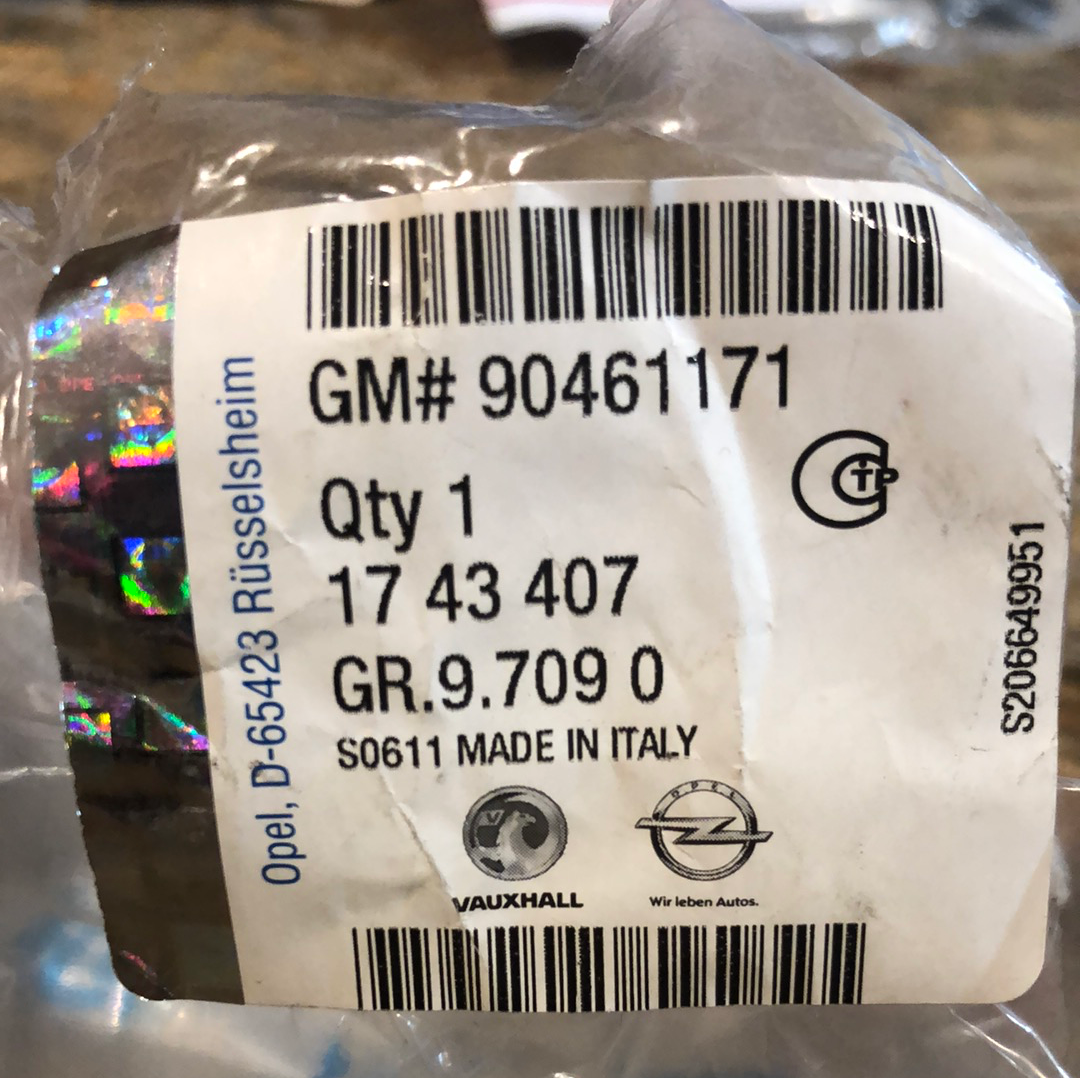 GM# 90461171
Qty 1
17 43 407
GR.9.709 0
S0611 MADE IN ITALY
VAUXHALL
OPEL
Wir leben Autos.
Opel, D-65423 Rüsselsheim
S206649951